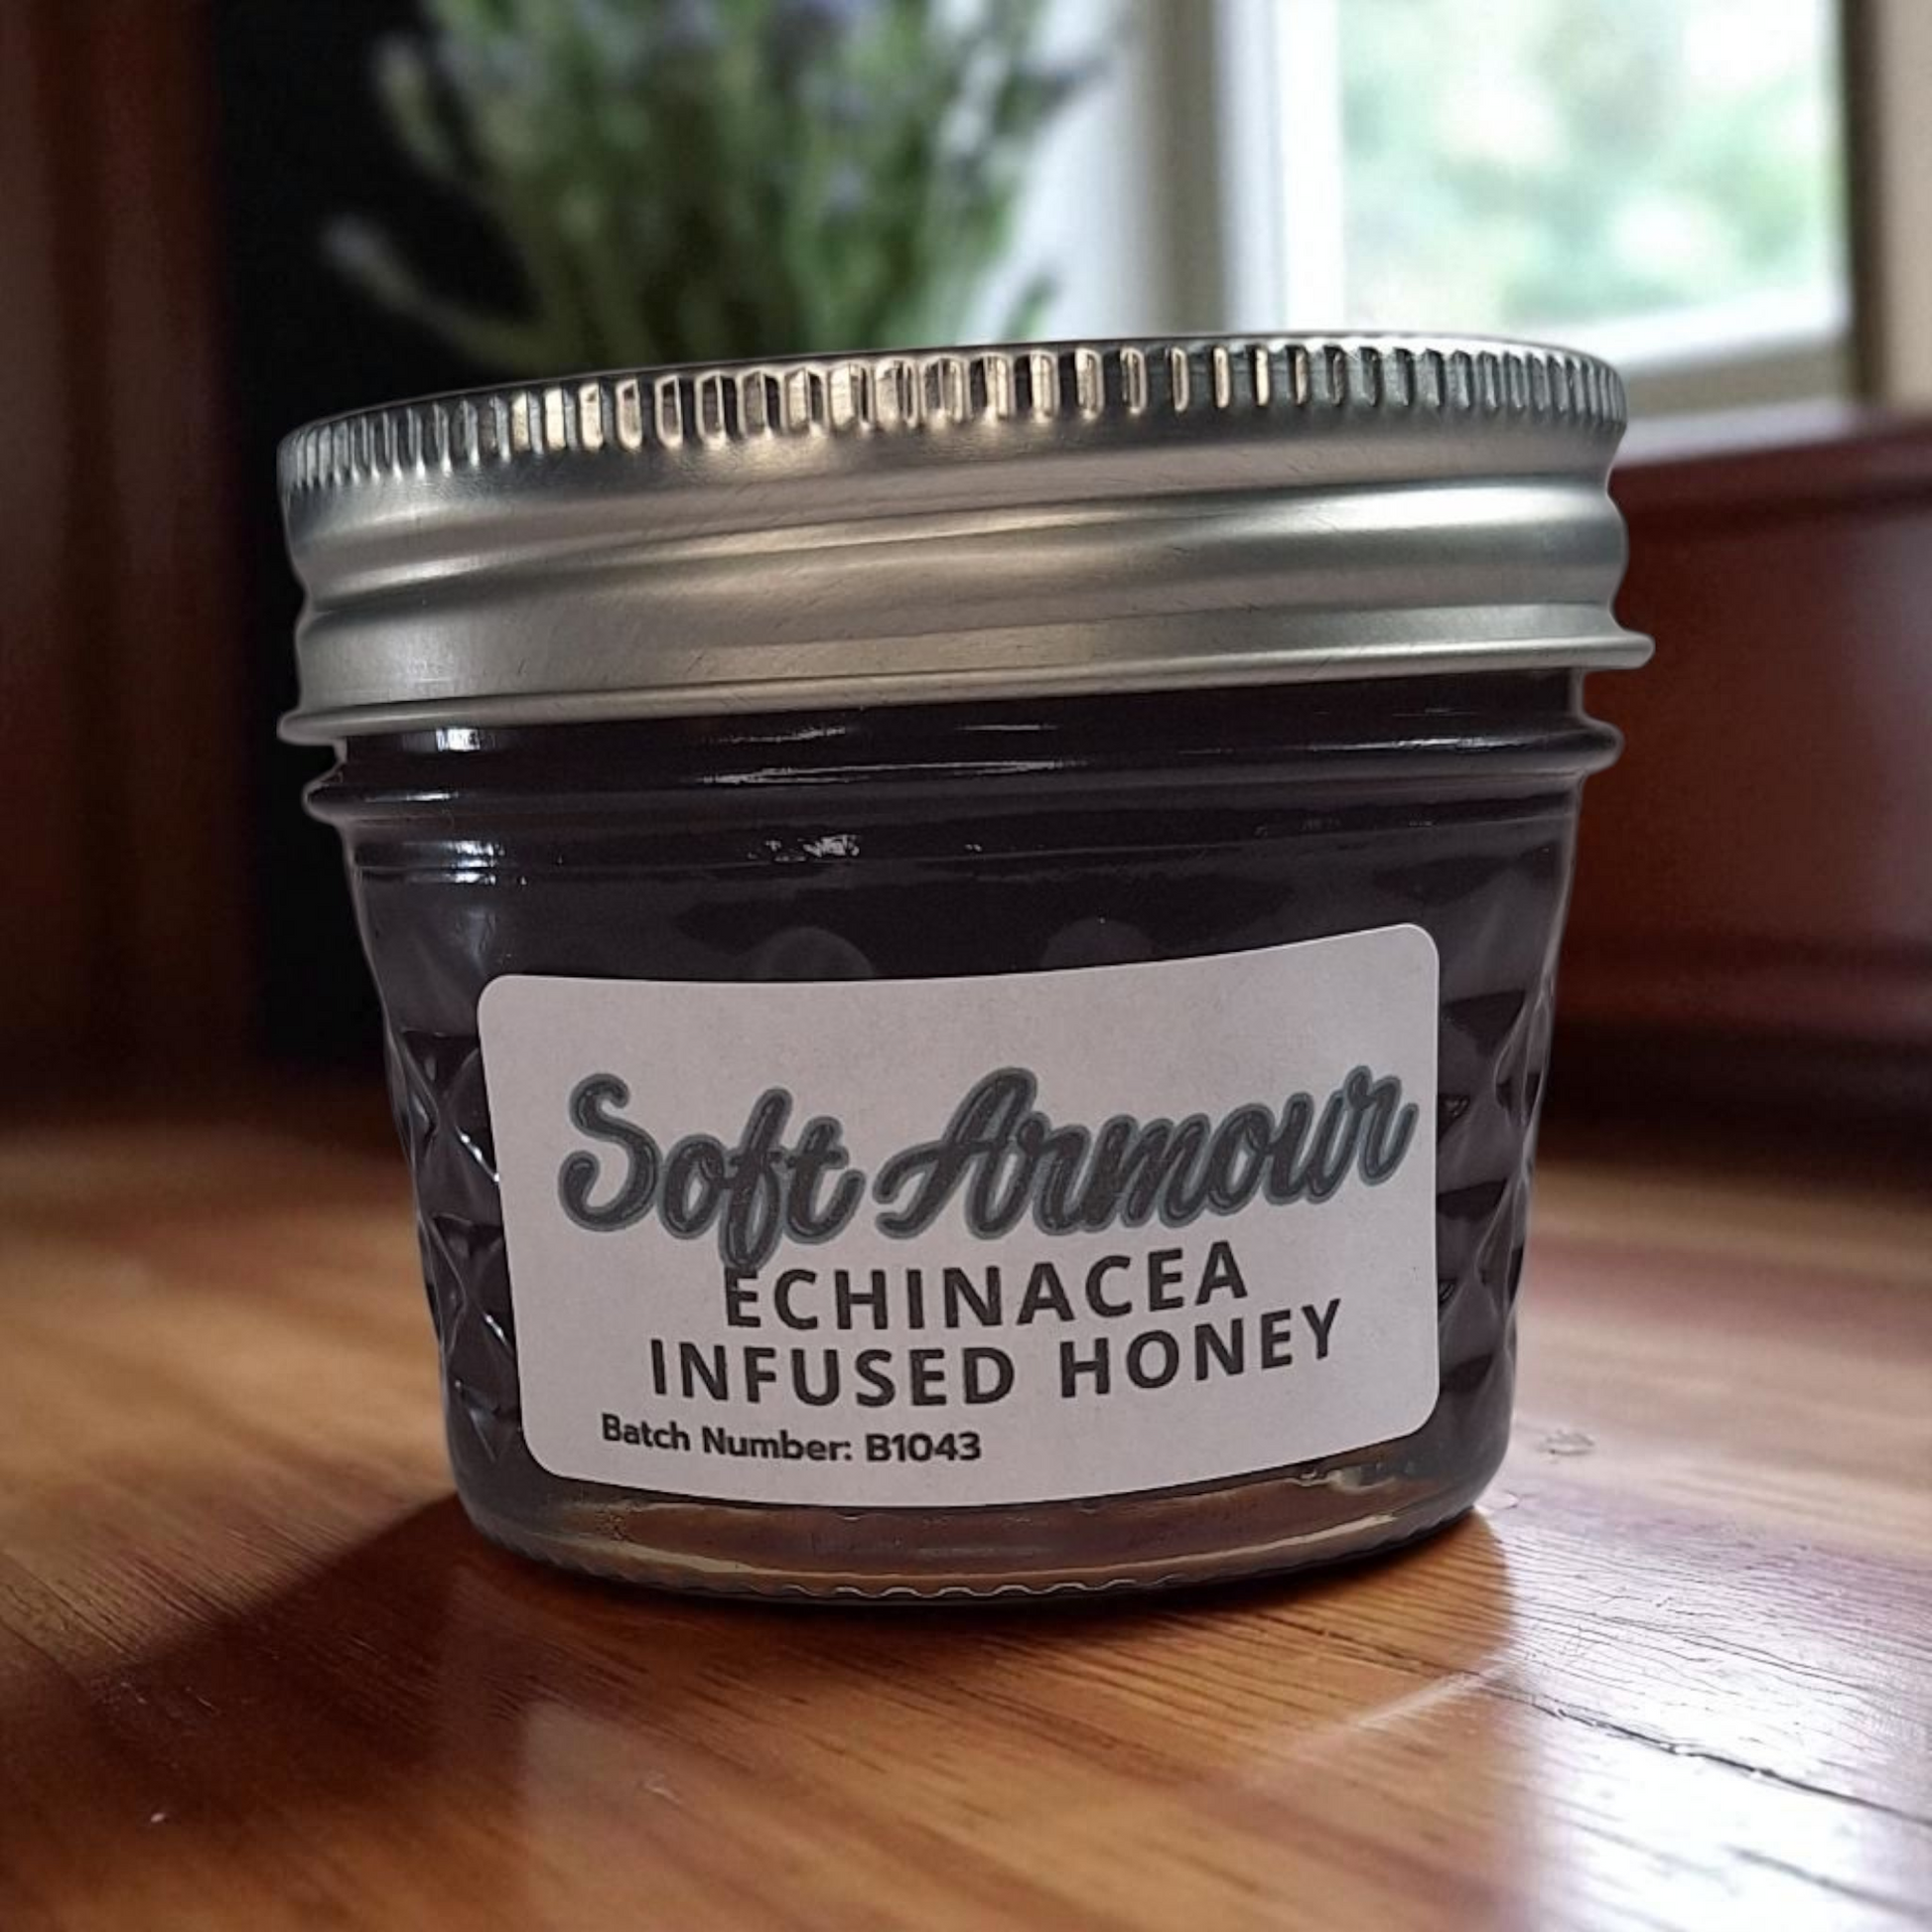 Soft Armour
ECHINACEA
INFUSED HONEY
Batch Number: B1043